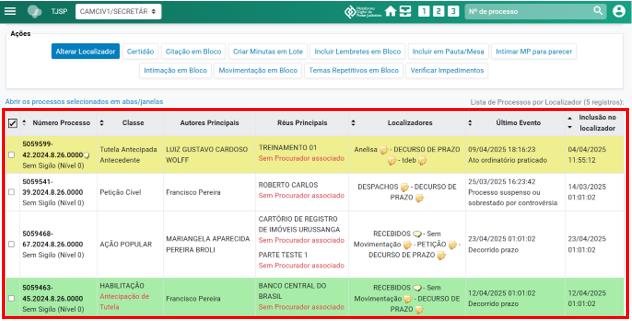 TJSP CAMCIV1/SECRETÁR
Plataforma Digital do Poder Judiciário 1 2 3 Nº de processo
Ações
Alterar Localizador Certidão Citação em Bloco Criar Minutas em Lote Incluir Lembretes em Bloco Incluir em Pauta/Mesa Intimar MP para parecer
Intimação em Bloco Movimentação em Bloco Temas Repetitivos em Bloco Verificar Impedimentos
Abrir os processos selecionados em abas/janelas
Lista de Processos por Localizador (5 registros):
Número Processo Classe Autores Principais Réus Principais Localizadores Último Evento Inclusão no localizador
5059599-
42.2024.8.26.0000
Sem Sigilo (Nível 0)
Tutela Antecipada
Antecedente
LUIZ GUSTAVO CARDOSO
WOLFF
TREINAMENTO 01
Sem Procurador associado
Anelisa - DECURSO DE PRAZO
- tdeb -
09/04/2025 18:16:23
Ato ordinatório praticado
04/04/2025
11:55:12
5059541-
39.2024.8.26.0000
Sem Sigilo (Nível 0)
Petição Cível
Francisco Pereira
ROBERTO CARLOS
Sem Procurador associado
DESPACHOS - DECURSO DE
PRAZO
25/03/2025 16:23:42
Processo suspenso ou
sobrestado por controvérsia
14/03/2025
01:01:02
5059468-
67.2024.8.26.0000
Sem Sigilo (Nível 0)
AÇÃO POPULAR
MARIANGELA APARECIDA
PEREIRA BROLI
CARTÓRIO DE REGISTRO
DE IMÓVEIS URUSSANGA
Sem Procurador associado
PARTE TESTE 1
Sem Procurador associado
RECEBIDOS - Sem
Movimentação - PETIÇÃO -
DECURSO DE PRAZO
23/04/2025 01:01:02
Decorrido prazo
23/04/2025
01:01:02
5059463-
45.2024.8.26.0000
Sem Sigilo (Nível 0)
HABILITAÇÃO
Antecipação de
Tutela
Francisco Pereira
BANCO CENTRAL DO
BRASIL
Sem Procurador associado
RECEBIDOS - Sem
Movimentação - DECURSO DE
PRAZO
12/04/2025 01:01:02
Decorrido prazo
12/04/2025
01:01:02